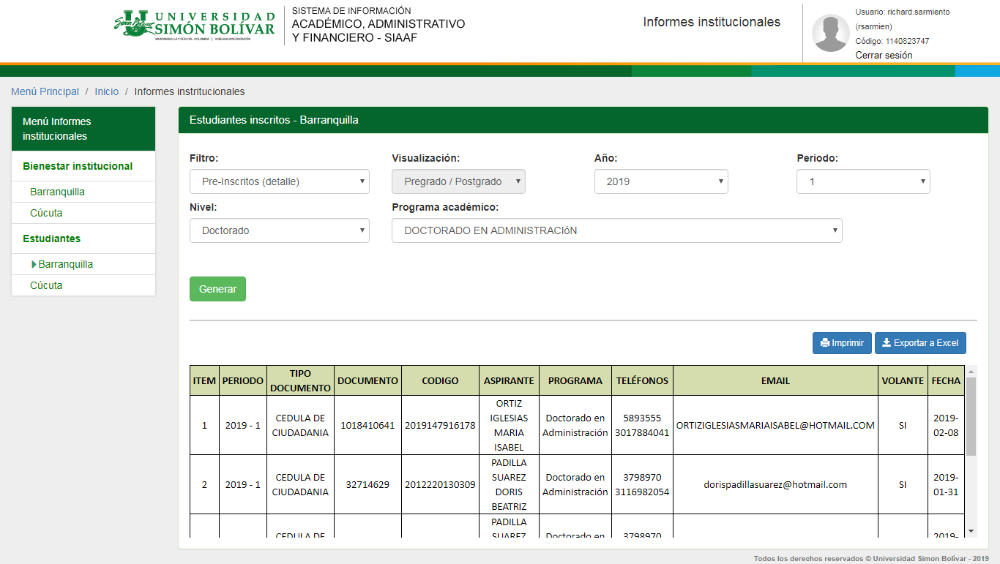 UNIVERSIDAD
SIMÓN BOLÍVAR
BARRANQUILLA Y CÚCUTA - COLOMBIA | VIGILADA MINEDUCACIÓN
SISTEMA DE INFORMACIÓN
ACADÉMICO, ADMINISTRATIVO
Y FINANCIERO - SIAAF
Informes institucionales
Usuario: richard.sarmiento
(rsarmien)
Código: 1140823747
Cerrar sesión
Menú Principal / Inicio / Informes instritucionales
Menú Informes
institucionales
Bienestar institucional
Barranquilla
Cúcuta
Estudiantes
Barranquilla
Cúcuta
Estudiantes inscritos - Barranquilla
Filtro: Visualización: Año: Periodo:
Pre-Inscritos (detalle) Pregrado / Postgrado 2019 1
Nivel: Programa académico:
Doctorado DOCTORADO EN ADMINISTRACIóN
Generar
Imprimir Exportar a Excel
ITEM PERIODO TIPO DOCUMENTO DOCUMENTO CODIGO ASPIRANTE PROGRAMA TELÉFONOS EMAIL VOLANTE FECHA
1 2019 - 1 CEDULA DE CIUDADANIA 1018410641 2019147916178 ORTIZ IGLESIAS MARIA ISABEL Doctorado en Administración 5893555 3017884041 ORTIZIGLESIASMARIAISABEL@HOTMAIL.COM SI 2019-02-08
2 2019 - 1 CEDULA DE CIUDADANIA 32714629 2012220130309 PADILLA SUAREZ DORIS BEATRIZ Doctorado en Administración 3798970 3116982054 dorispadillasuarez@hotmail.com SI 2019-01-31
CEDULA DE PADILLA SUAREZ Doctorado en 3798970 2019-
Todos los derechos reservados © Universidad Simon Bolívar - 2019